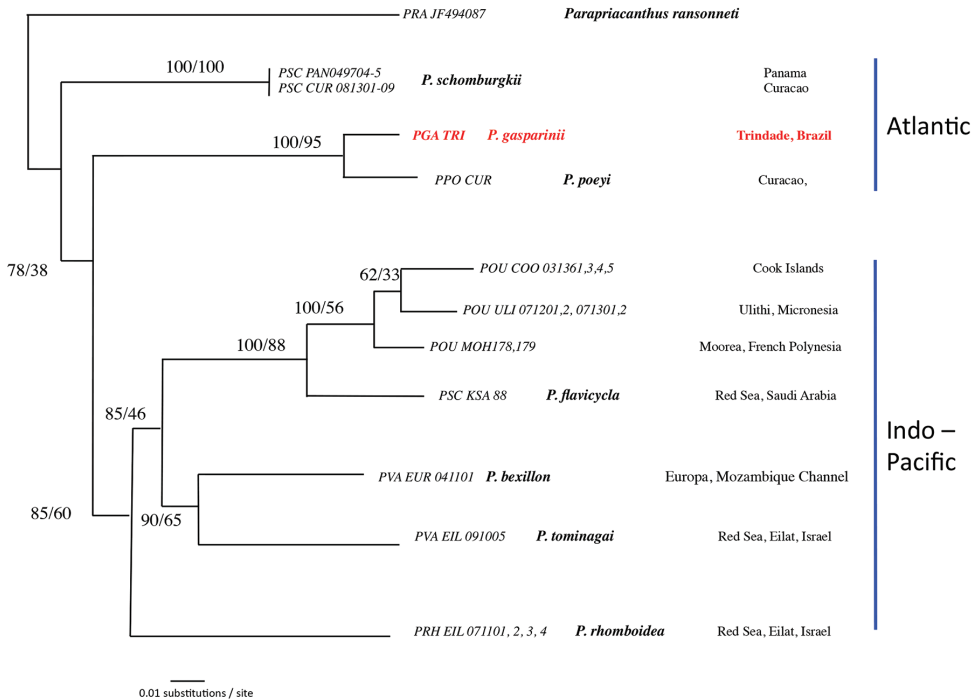 PRA JF494087 Parapriacanthus ransonneti
100/100
PSC PAN049704-5 P. schomburgkii Panama
PSC CUR 081301-09 Curacao
Atlantic
100/95
PGA TRI P. gasparinii Trindade, Brazil
PPO CUR P. poeyi Curacao,
78/38
62/33
POU COO 031361,3,4,5 Cook Islands
100/56
POU ULI 071201,2, 071301,2 Ulithi, Micronesia
100/88
POU MOH178,179 Moorea, French Polynesia
PSC KSA 88 P. flavicycla Red Sea, Saudi Arabia
85/46
Indo –
Pacific
PVA EUR 041101 P. bexillon Europa, Mozambique Channel
85/60
90/65
PVA EIL 091005 P. tominagai Red Sea, Eilat, Israel
PRH EIL 071101, 2, 3, 4 P. rhomboidea Red Sea, Eilat, Israel
0.01 substitutions / site